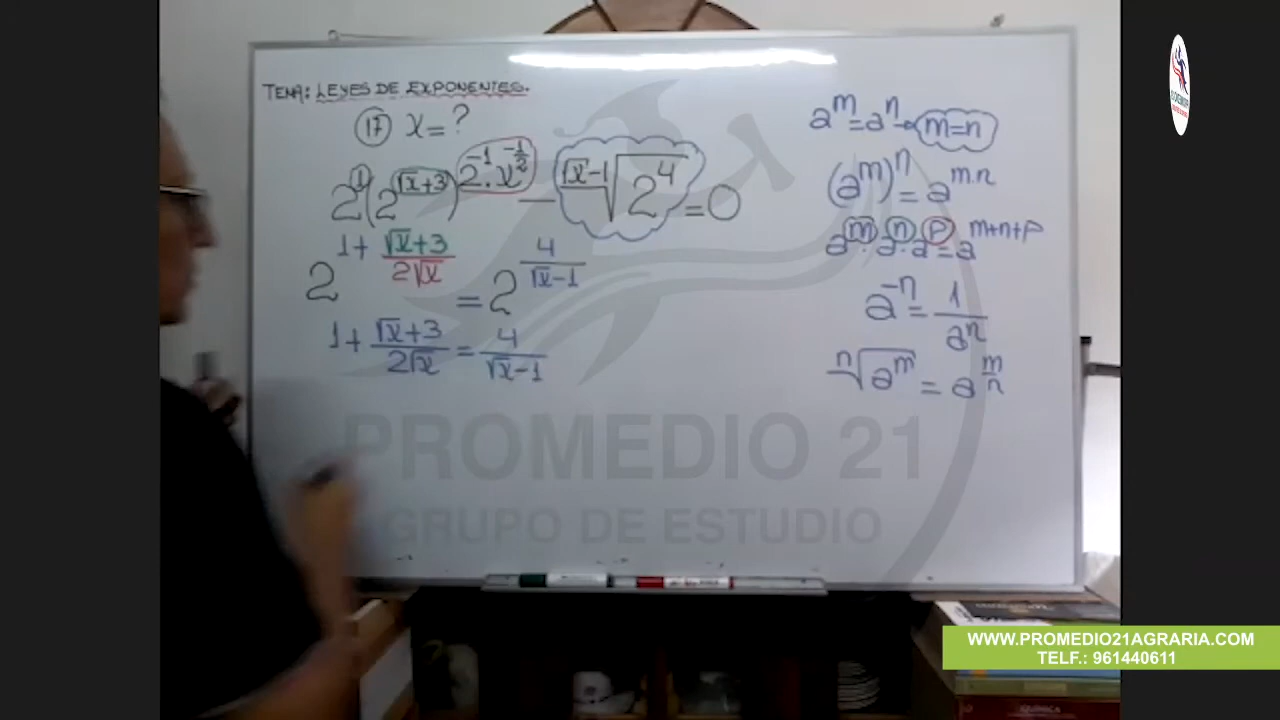 TEMA: LEYES DE EXPONENTES.
17 x = ?
2^1 (2^(√x+3))^(2^-1 · x^(-1/2)) - ^(√x-1)√(2^4) = 0
2^(1 + (√x+3)/(2√x)) = 2^(4/(√x-1))
1 + (√x+3)/(2√x) = 4/(√x-1)
a^m = a^n → m=n
(a^m)^n = a^(m·n)
a^m · a^n · a^p = a^(m+n+p)
a^-n = 1/a^n
^n√(a^m) = a^(m/n)
PROMEDIO 21
GRUPO DE ESTUDIO
WWW.PROMEDIO21AGRARIA.COM
TELF.: 961440611
QUÍMICA